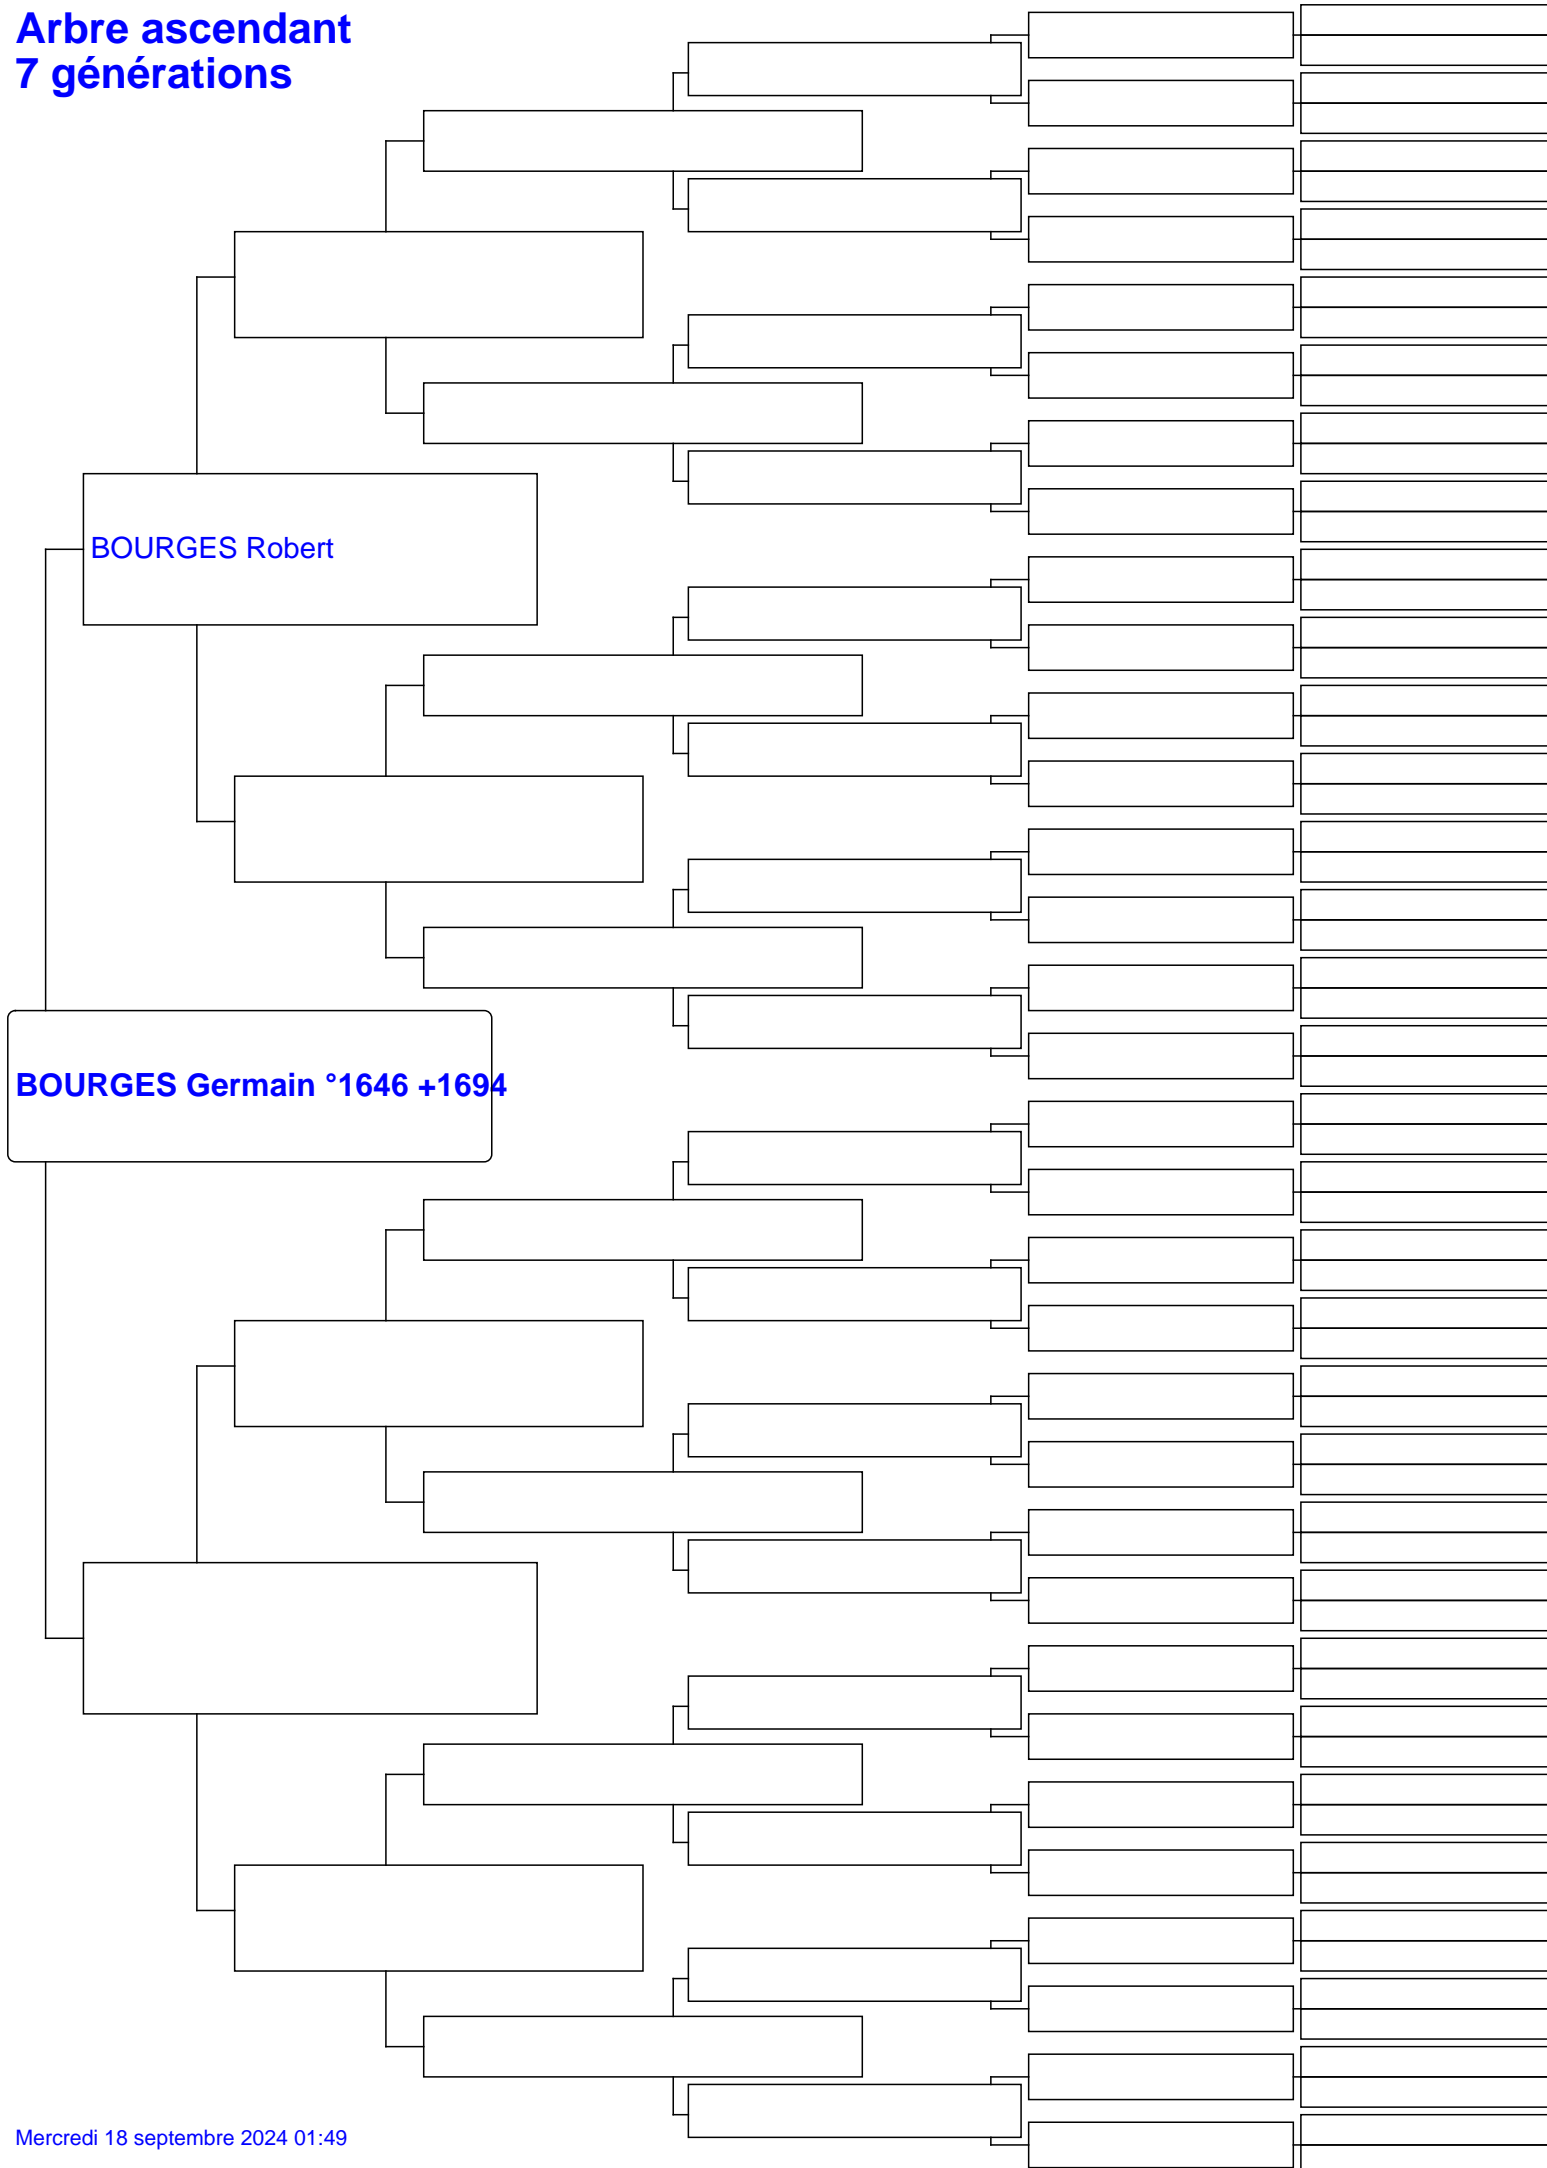 Arbre ascendant
7 générations
BOURGES Robert
BOURGES Germain °1646 +1694
Mercredi 18 septembre 2024 01:49